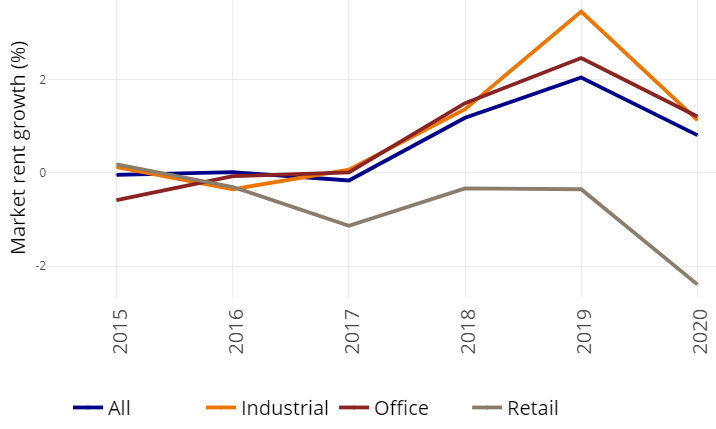 Market rent growth (%)
2
0
-2
2015 2016 2017 2018 2019 2020
All Industrial Office Retail